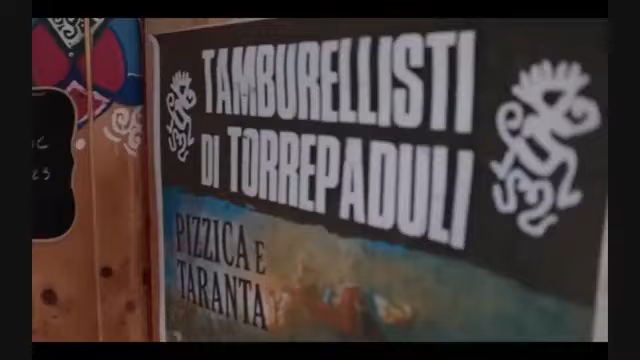 TAMBURELLISTI
DI TORREPADULI
PIZZICA E
TARANTA